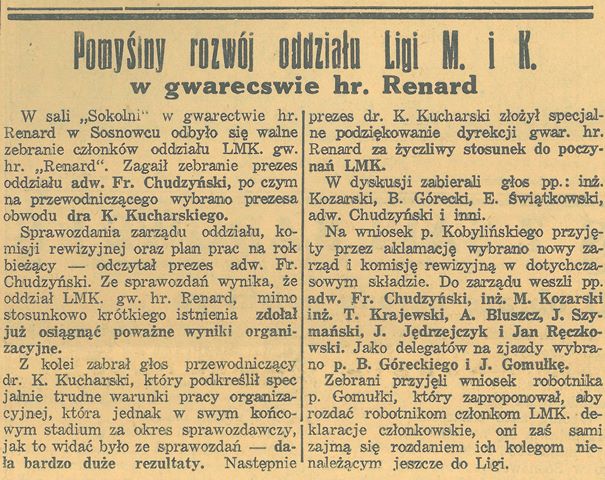 Pomyślny rozwój oddziału Ligi M. i K.
w gwarecswie hr. Renard
W sali „Sokolni" w gwarectwie hr.
Renard w Sosnowcu odbyło się walne
zebranie członków oddziału LMK. gw.
hr. „Renard". Zagaił zebranie prezes
oddziału adw. Fr. Chudzyński, po czym
na przewodniczącego wybrano prezesa
obwodu dra K. Kucharskiego.
Sprawozdania zarządu oddziału, ko-
misji rewizyjnej oraz plan prac na rok
bieżący — odczytał prezes adw. Fr.
Chudzyński. Ze sprawozdań wynika, że
oddział LMK. gw. hr. Renard, mimo
stosunkowo krótkiego istnienia zdołał
już osiągnąć poważne wyniki organi-
zacyjne.
Z kolei zabrał głos przewodniczący
dr. K. Kucharski, który podkreślił spec
jalnie trudne warunki pracy organiza-
cyjnej, która jednak w swym końco-
wym stadium za okres sprawozdawczy,
jak to widać było ze sprawozdań — da-
ła bardzo duże rezultaty. Następnie
prezes dr. K. Kucharski złożył specjal-
ne podziękowanie dyrekcji gwar. hr.
Renard za życzliwy stosunek do poczy-
nań LMK.
W dyskusji zabierali głos pp.: inż.
Kozarski, B. Górecki, E. Świątkowski,
adw. Chudzyński i inni.
Na wniosek p. Kobylińskiego przyję-
ty przez aklamację wybrano nowy za-
rząd i komisję rewizyjną w dotychcza-
sowym składzie. Do zarządu weszli pp.
adw. Fr. Chudzyński, inż. M. Kozarski
inż. T. Krajewski, A. Bluszcz, J. Szy-
mański, J. Jędrzejczyk i Jan Ręczko-
wski. Jako delegatów na zjazdy wybra-
no p. B. Góreckiego i J. Gomułkę.
Zebrani przyjęli wniosek robotnika
p. Gomułki, który zaproponował, aby
rozdać robotnikom członkom LMK. de-
klaracje członkowskie, oni zaś sami
zajmą się rozdaniem ich kolegom nie-
należącym jeszcze do Ligi.